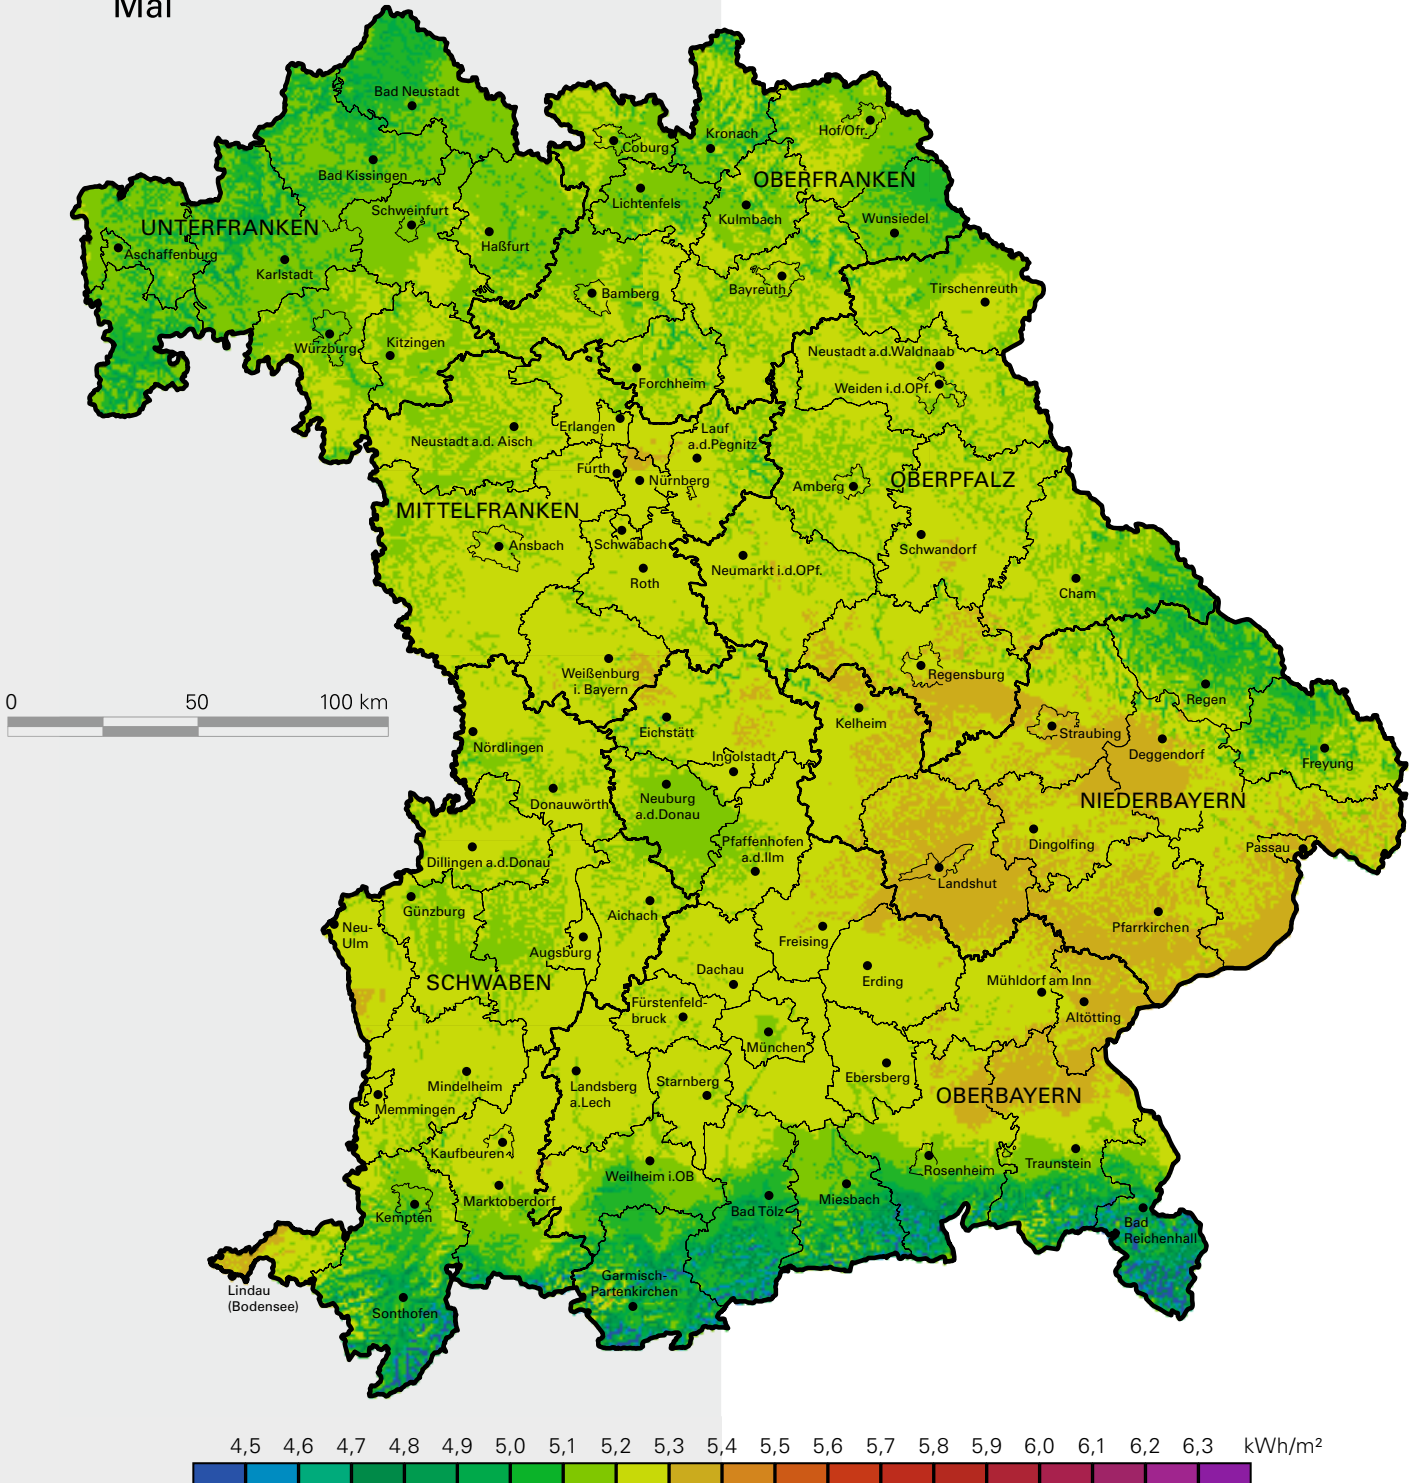 Mai
Bad Neustadt
Hof/Ofr.
Kronach
Coburg
Bad Kissingen
OBERFRANKEN
Lichtenfels
Schweinfurt
Kulmbach
Wunsiedel
UNTERFRANKEN
Haßfurt
Aschaffenburg
Karlstadt
Bayreuth
Tirschenreuth
Bamberg
Würzburg
Kitzingen
Neustadt a.d.Waldnaab
Forchheim
Weiden i.d.OPf.
Erlangen
Lauf
a.d.Pegnitz
Neustadt a.d. Aisch
Fürth
Nürnberg
Amberg
OBERPFALZ
MITTELFRANKEN
Ansbach
Schwabach
Schwandorf
Roth
Neumarkt i.d.OPf.
Cham
Weißenburg
i. Bayern
Regensburg
Regen
0 50 100 km
Kelheim
Eichstätt
Straubing
Nördlingen
Ingolstadt
Deggendorf
Freyung
Donauwörth
Neuburg
a.d.Donau
NIEDERBAYERN
Pfaffenhofen
a.d.Ilm
Dingolfing
Passau
Dillingen a.d.Donau
Landshut
Günzburg
Aichach
Pfarrkirchen
Neu-
Ulm
Augsburg
Freising
Dachau
SCHWABEN
Erding
Mühldorf am Inn
Fürstenfeld-
bruck
Altötting
München
Mindelheim
Landsberg
a.Lech
Starnberg
Ebersberg
OBERBAYERN
Memmingen
Kaufbeuren
Weilheim i.OB
Rosenheim
Traunstein
Marktoberdorf
Miesbach
Kempten
Bad Tölz
Bad
Reichenhall
Garmisch-
Partenkirchen
Lindau
(Bodensee)
Sonthofen
4,5 4,6 4,7 4,8 4,9 5,0 5,1 5,2 5,3 5,4 5,5 5,6 5,7 5,8 5,9 6,0 6,1 6,2 6,3 kWh/m²